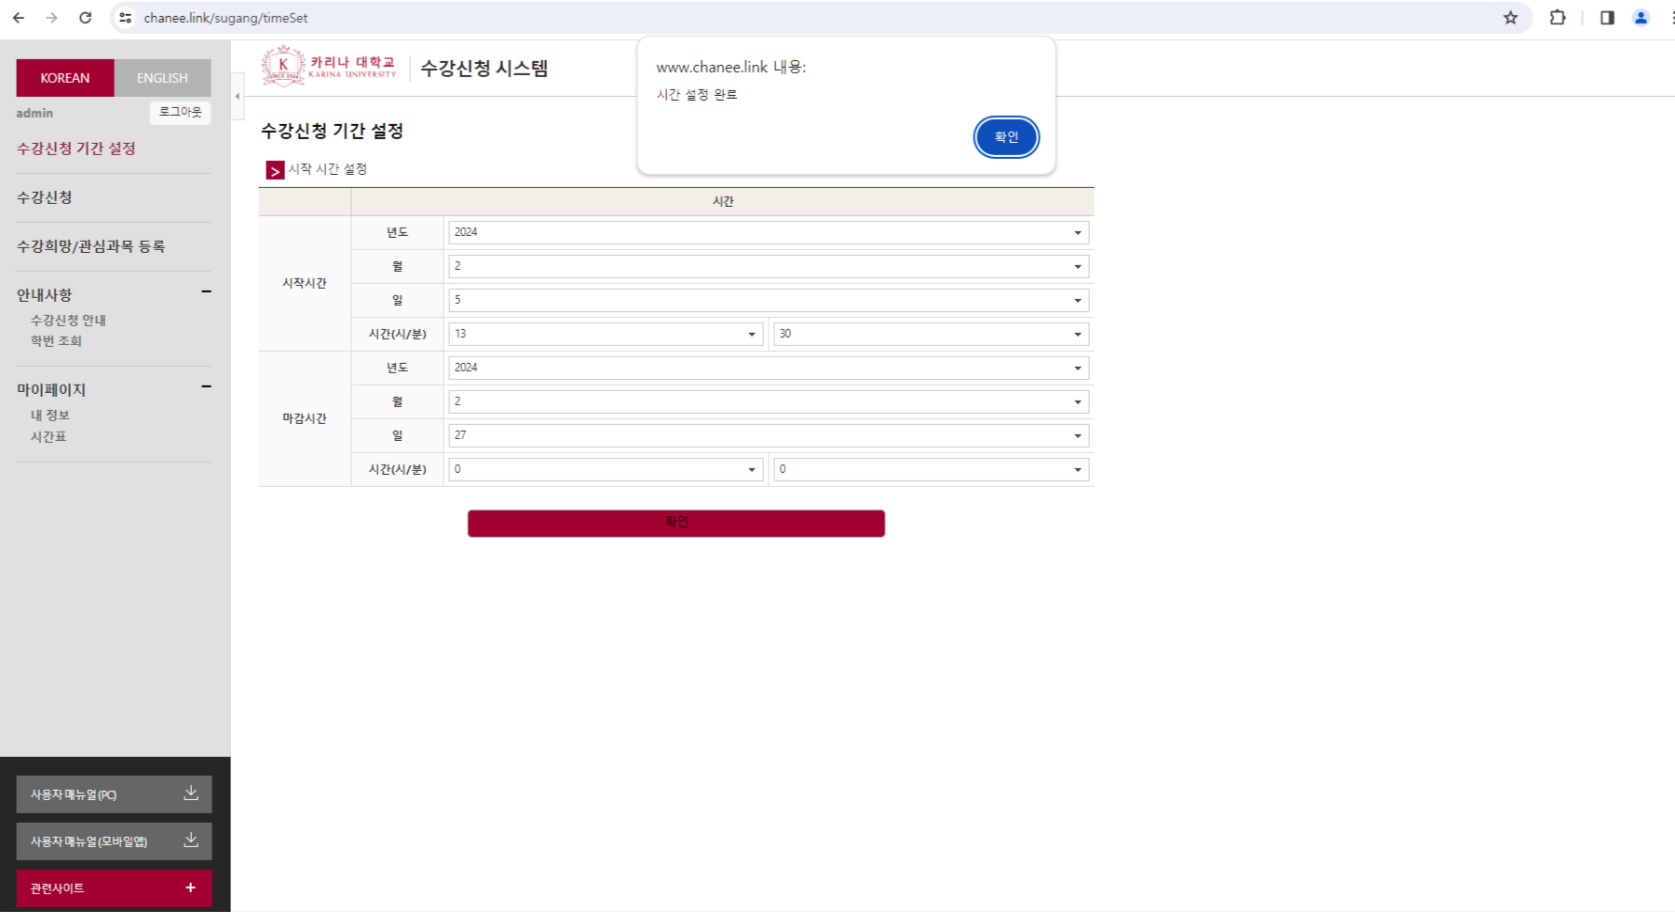 chanee.link/sugang/timeSet
KOREAN
ENGLISH
admin
로그아웃
수강신청 기간 설정
수강신청
수강희망/관심과목 등록
안내사항
수강신청 안내
학번 조회
마이페이지
내 정보
시간표
사용자 매뉴얼(PC)
사용자 매뉴얼(모바일앱)
관련사이트
K
SINCE
카리나 대학교
KARINA UNIVERSITY
수강신청 시스템
www.chanee.link 내용:
시간 설정 완료
확인
수강신청 기간 설정
시작 시간 설정
시간
시작시간
년도
2024
월
2
일
5
시간(시/분)
13
30
마감시간
년도
2024
월
2
일
27
시간(시/분)
0
0
확인